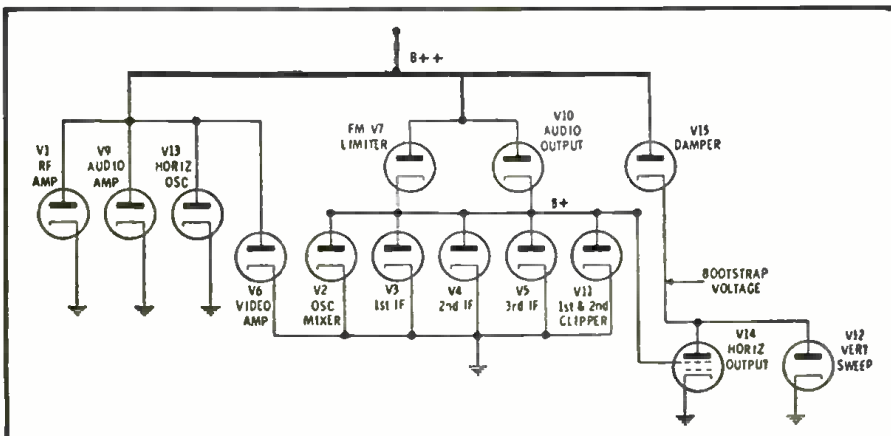 B++
V10
AUDIO
OUTPUT
FM V7
LIMITER
V15
DAMPER
V1
RF
AMP
V9
AUDIO
AMP
V13
HORIZ
OSC
B+
V6
VIDEO
AMP
V2
OSC
MIXER
V3
1st IF
V4
2nd IF
V5
3rd IF
V11
1st & 2nd
CLIPPER
BOOTSTRAP
VOLTAGE
V14
HORIZ
OUTPUT
V12
VERT
SWEEP